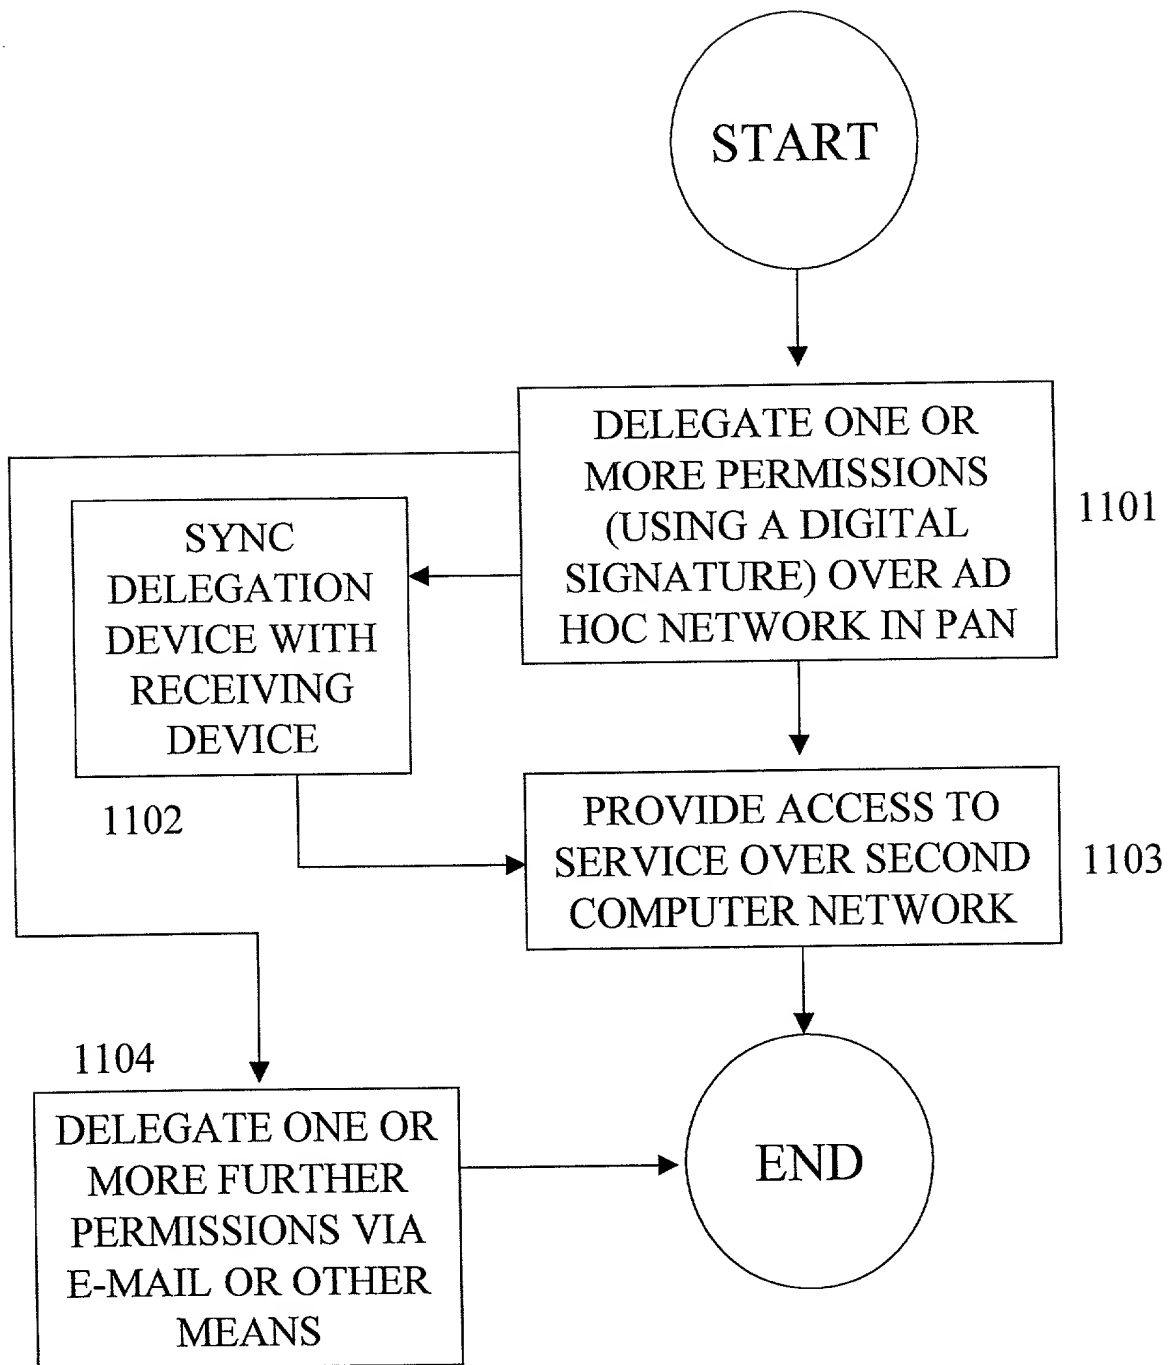 START
DELEGATE ONE OR
MORE PERMISSIONS
(USING A DIGITAL
SIGNATURE) OVER AD
HOC NETWORK IN PAN
1101
SYNC
DELEGATION
DEVICE WITH
RECEIVING
DEVICE
1102
PROVIDE ACCESS TO
SERVICE OVER SECOND
COMPUTER NETWORK
1103
1104
DELEGATE ONE OR
MORE FURTHER
PERMISSIONS VIA
E-MAIL OR OTHER
MEANS
END